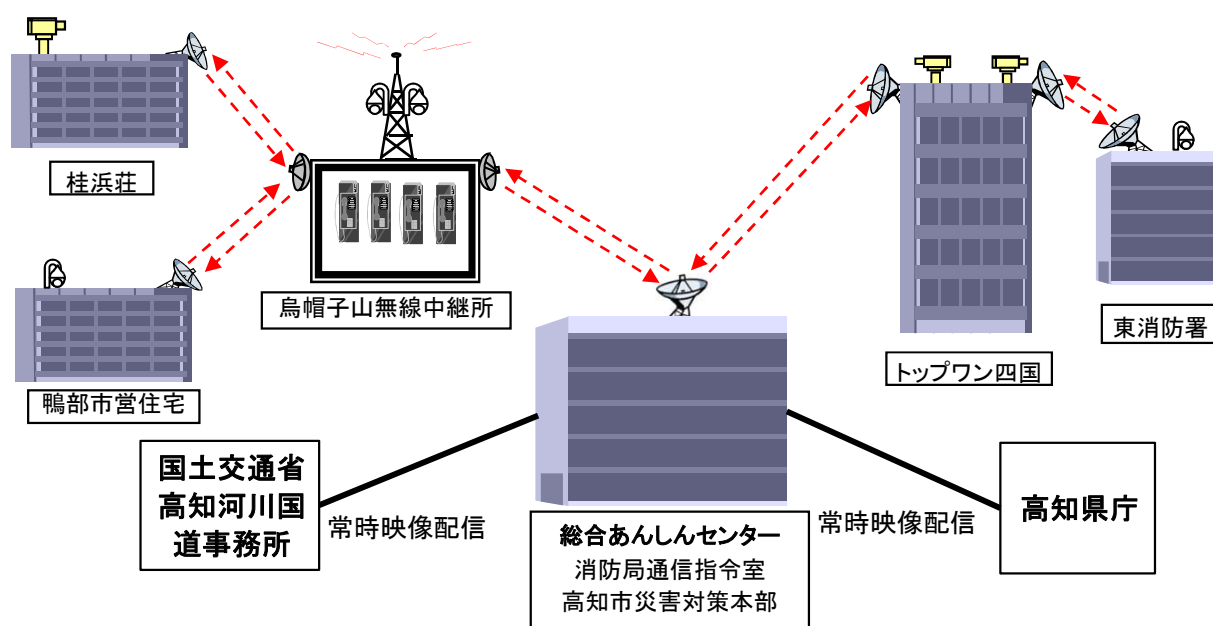 桂浜荘
烏帽子山無線中継所
鴨部市営住宅
東消防署
トップワン四国
国土交通省
高知河川国
道事務所
常時映像配信
総合あんしんセンター
消防局通信指令室
高知市災害対策本部
常時映像配信
高知県庁